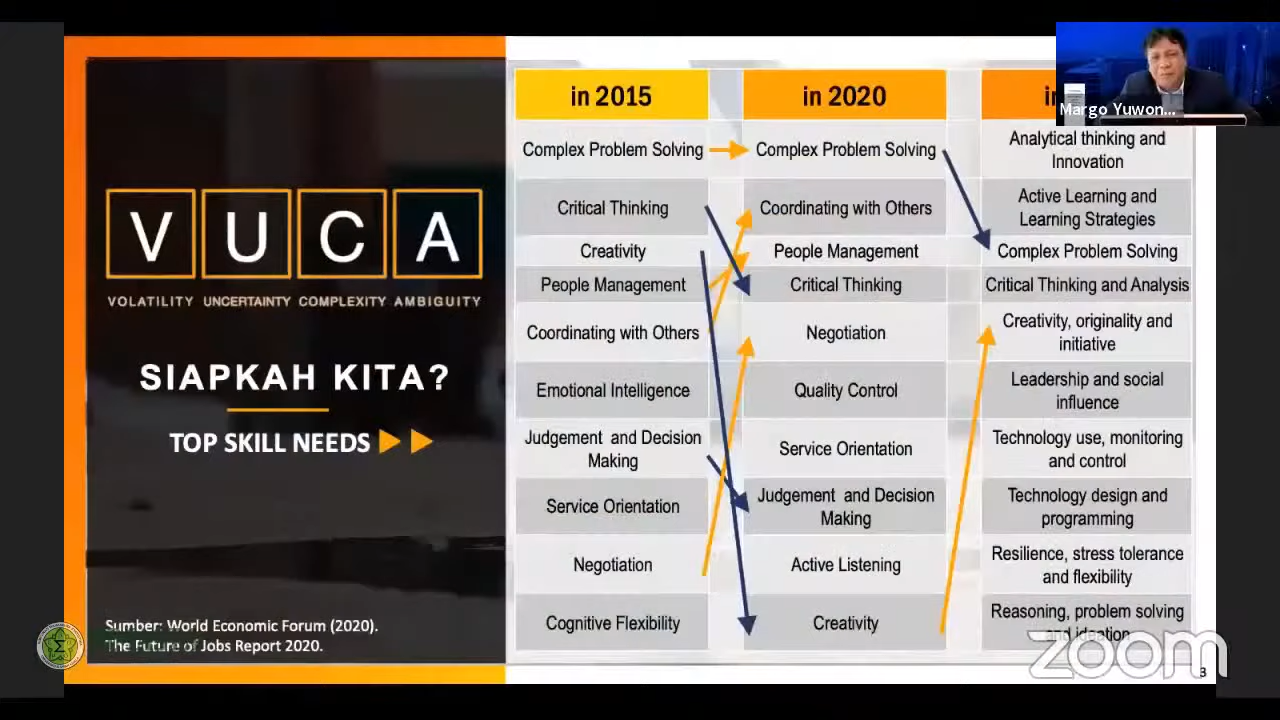 V U C A
VOLATILITY UNCERTAINTY COMPLEXITY AMBIGUITY
SIAPKAH KITA?
TOP SKILL NEEDS
Sumber: World Economic Forum (2020).
The Future of Jobs Report 2020.
in 2015
Complex Problem Solving
Critical Thinking
Creativity
People Management
Coordinating with Others
Emotional Intelligence
Judgement and Decision
Making
Service Orientation
Negotiation
Cognitive Flexibility
in 2020
Complex Problem Solving
Coordinating with Others
People Management
Critical Thinking
Negotiation
Quality Control
Service Orientation
Judgement and Decision
Making
Active Listening
Creativity
Analytical thinking and
Innovation
Active Learning and
Learning Strategies
Complex Problem Solving
Critical Thinking and Analysis
Creativity, originality and
initiative
Leadership and social
influence
Technology use, monitoring
and control
Technology design and
programming
Resilience, stress tolerance
and flexibility
Reasoning, problem solving
and ideation
Margo Yuwon...
zoom
3